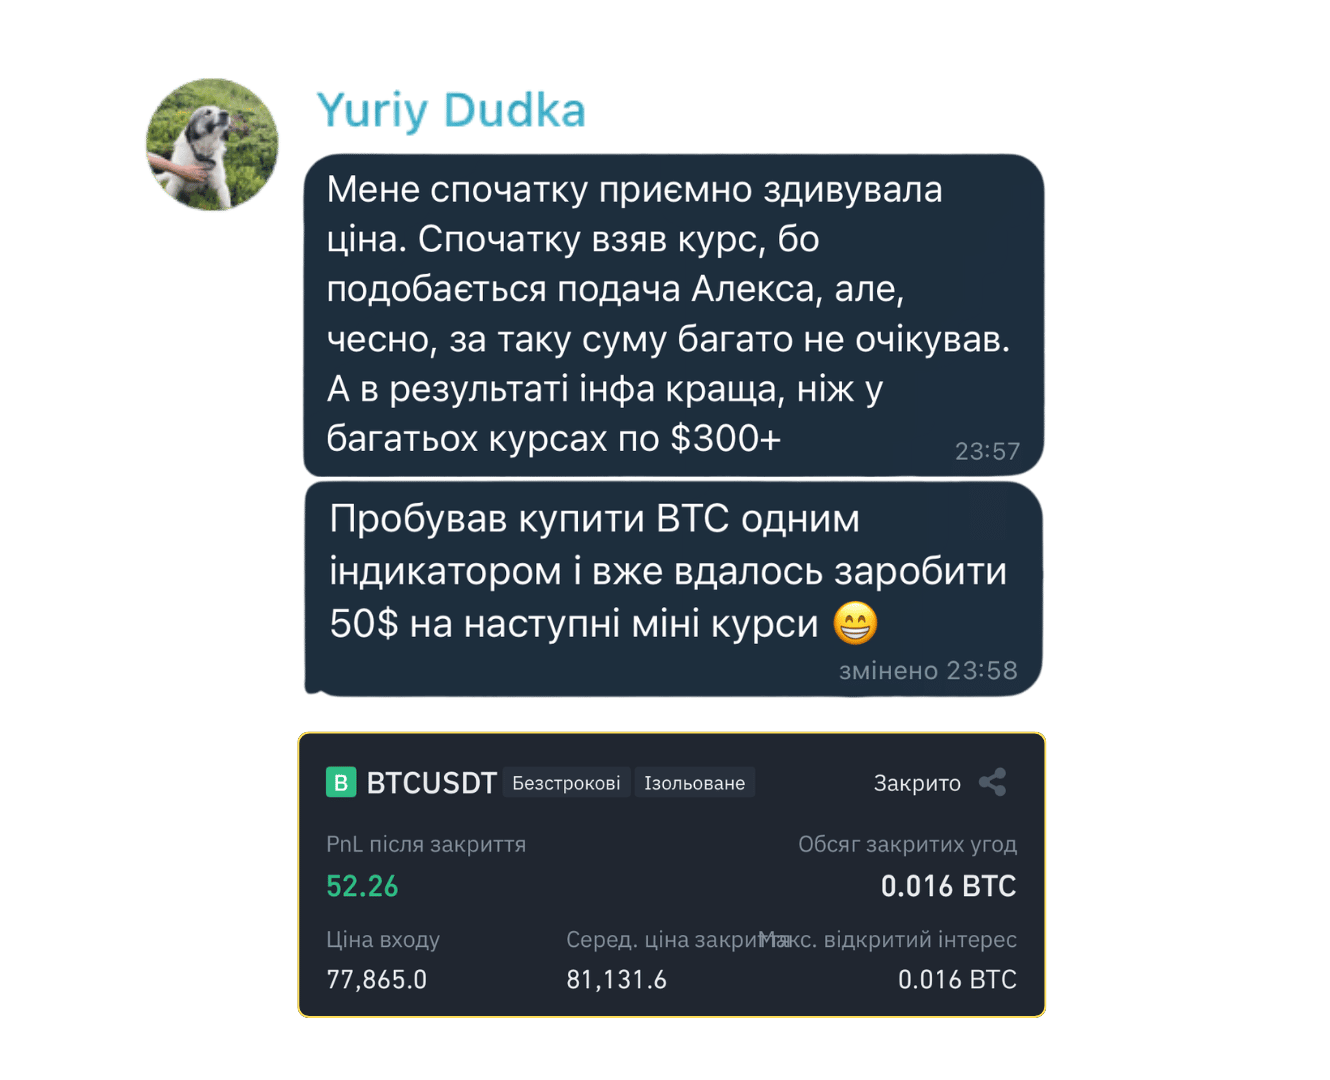 Yuriy Dudka
Мене спочатку приємно здивувала
ціна. Спочатку взяв курс, бо
подобається подача Алекса, але,
чесно, за таку суму багато не очікував.
А в результаті інфа краща, ніж у
багатьох курсах по $300+
23:57
Пробував купити BTC одним
індикатором і вже вдалось заробити
50$ на наступні міні курси 😁
змінено 23:58
B BTCUSDT Безстрокові Ізольоване Закрито
PnL після закриття Обсяг закритих угод
52.26 0.016 BTC
Ціна входу Серед. ціна закриття Макс. відкритий інтерес
77,865.0 81,131.6 0.016 BTC